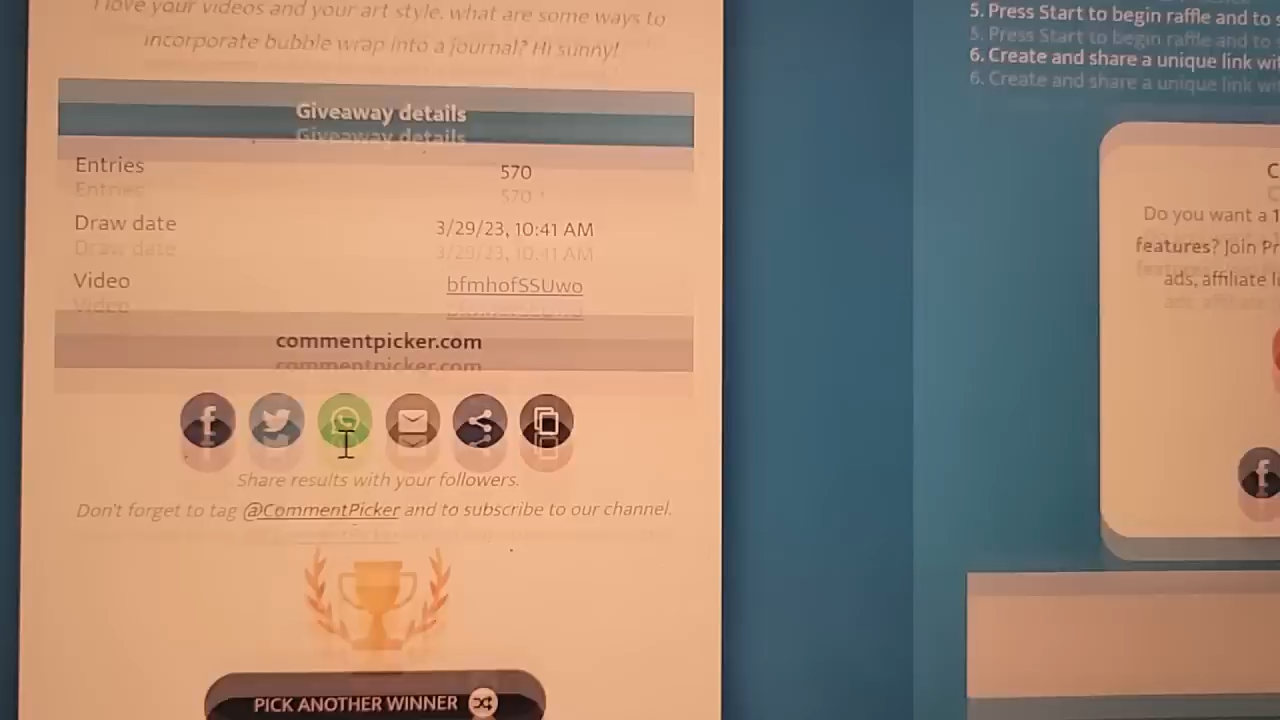 I love your videos and your art style. what are some ways to
incorporate bubble wrap into a journal? Hi sunny!
Giveaway details
Entries 570
Draw date 3/29/23, 10:41 AM
Video bfmhofSSUwo
commentpicker.com
Share results with your followers.
Don't forget to tag @CommentPicker and to subscribe to our channel.
PICK ANOTHER WINNER
5. Press Start to begin raffle and to
6. Create and share a unique link
Do you want a
features? Join
ads, affiliate